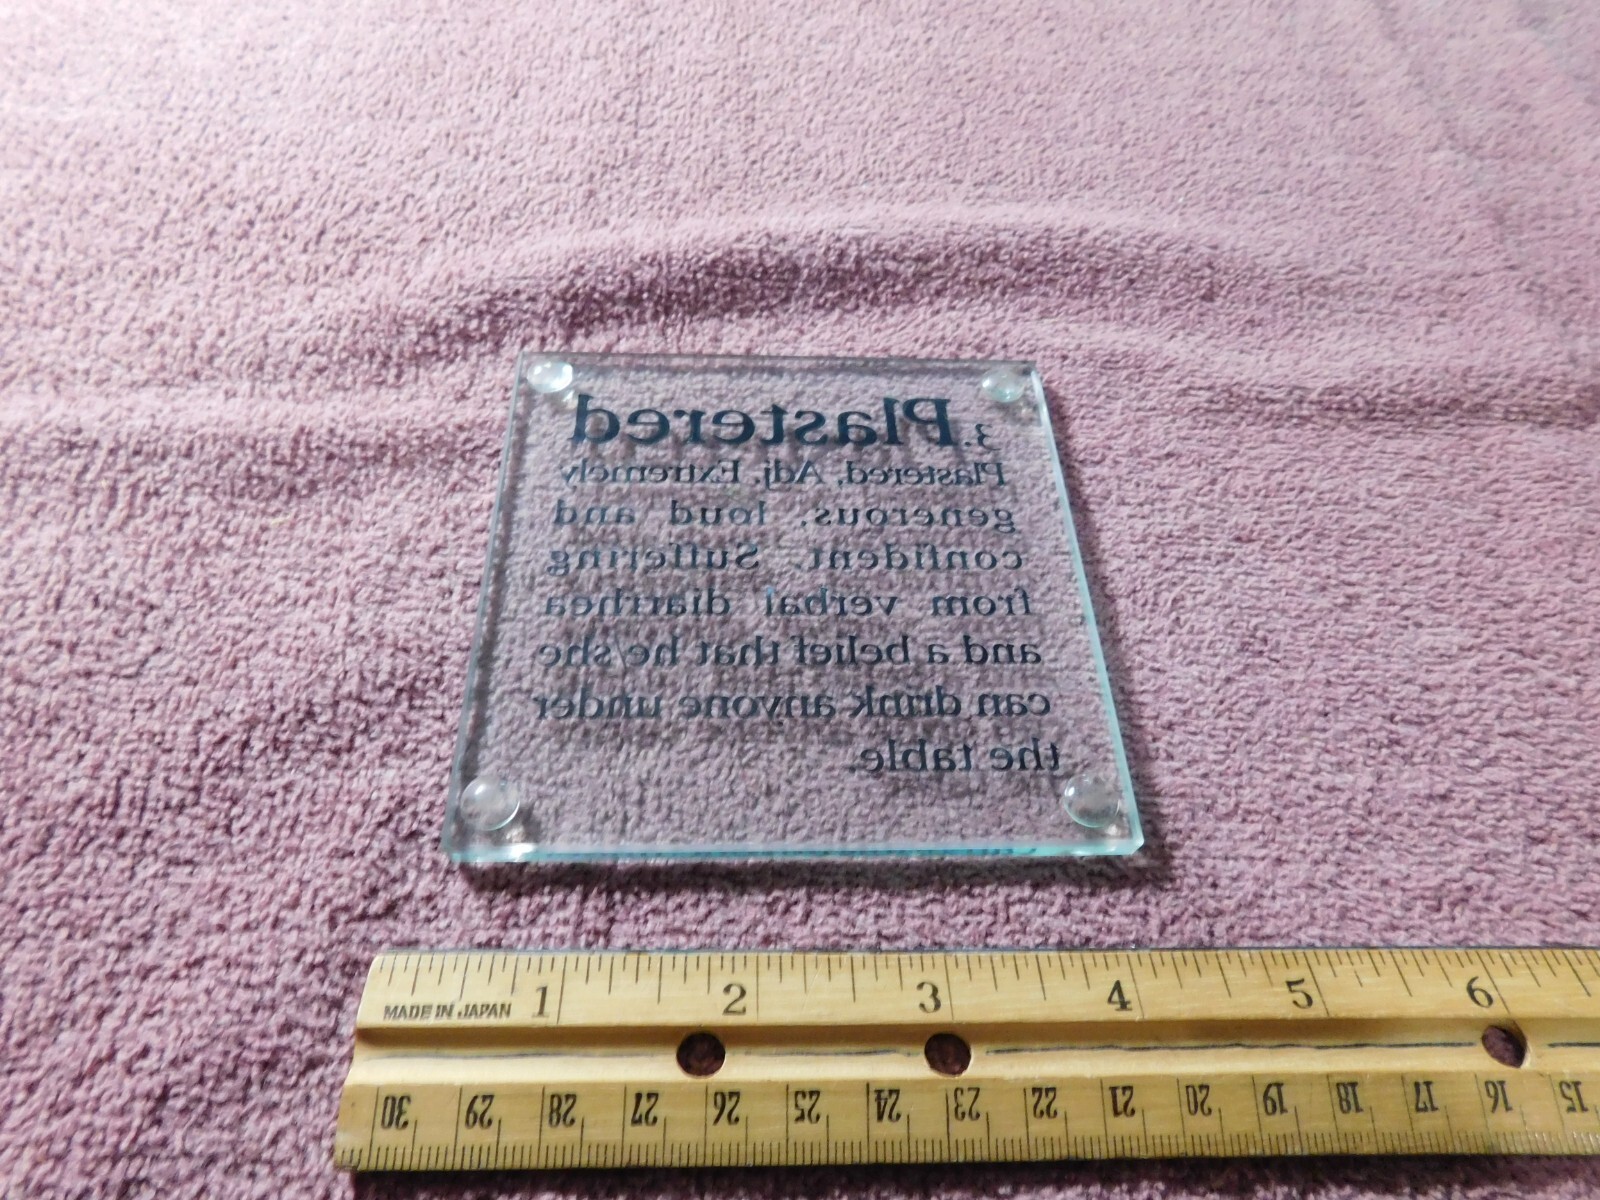 3. Plastered
Plastered, Adj. Extremely
generous, loud and
confident. Suffering
from verbal diarrhea
and a belief that he/she
can drink anyone under
the table.
1 2 3 4 5 6
MADE IN JAPAN
30 29 28 27 26 25 24 23 22 21 20 19 18 17 16 15